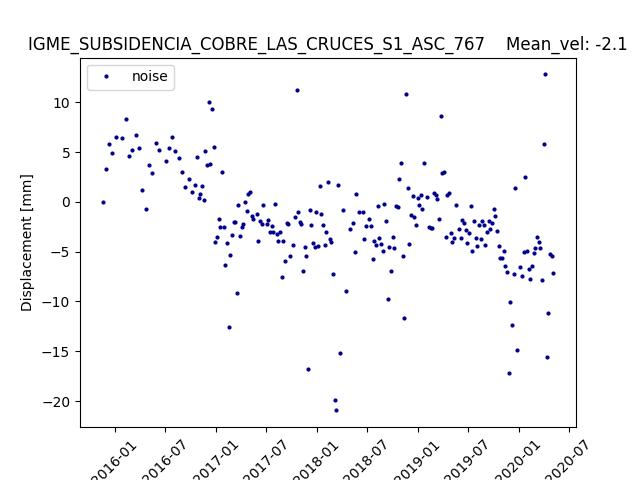 IGME_SUBSIDENCIA_COBRE_LAS_CRUCES_S1_ASC_767 Mean_vel: -2.1
noise
10
5
0
−5
−10
−15
−20
Displacement [mm]
2016-01 2016-07 2017-01 2017-07 2018-01 2018-07 2019-01 2019-07 2020-01 2020-07